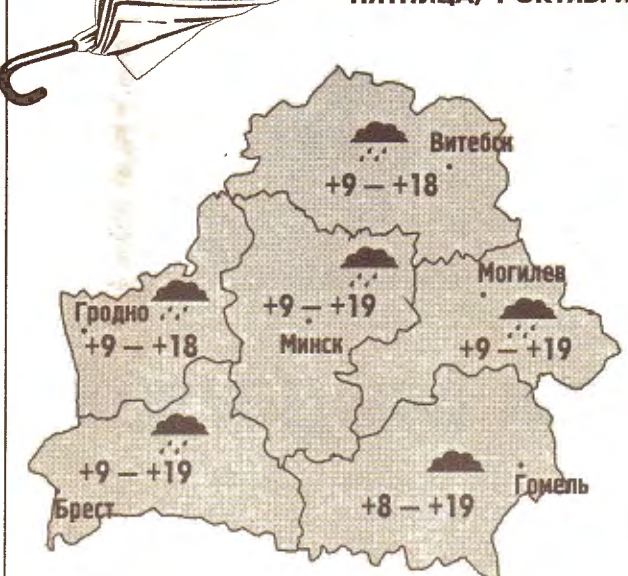 Витебск
+9 – +18
Могилев
+9 – +19
Минск
Гродно
+9 – +18
+9 – +19
+9 – +19
Брест
Гомель
+8 – +19